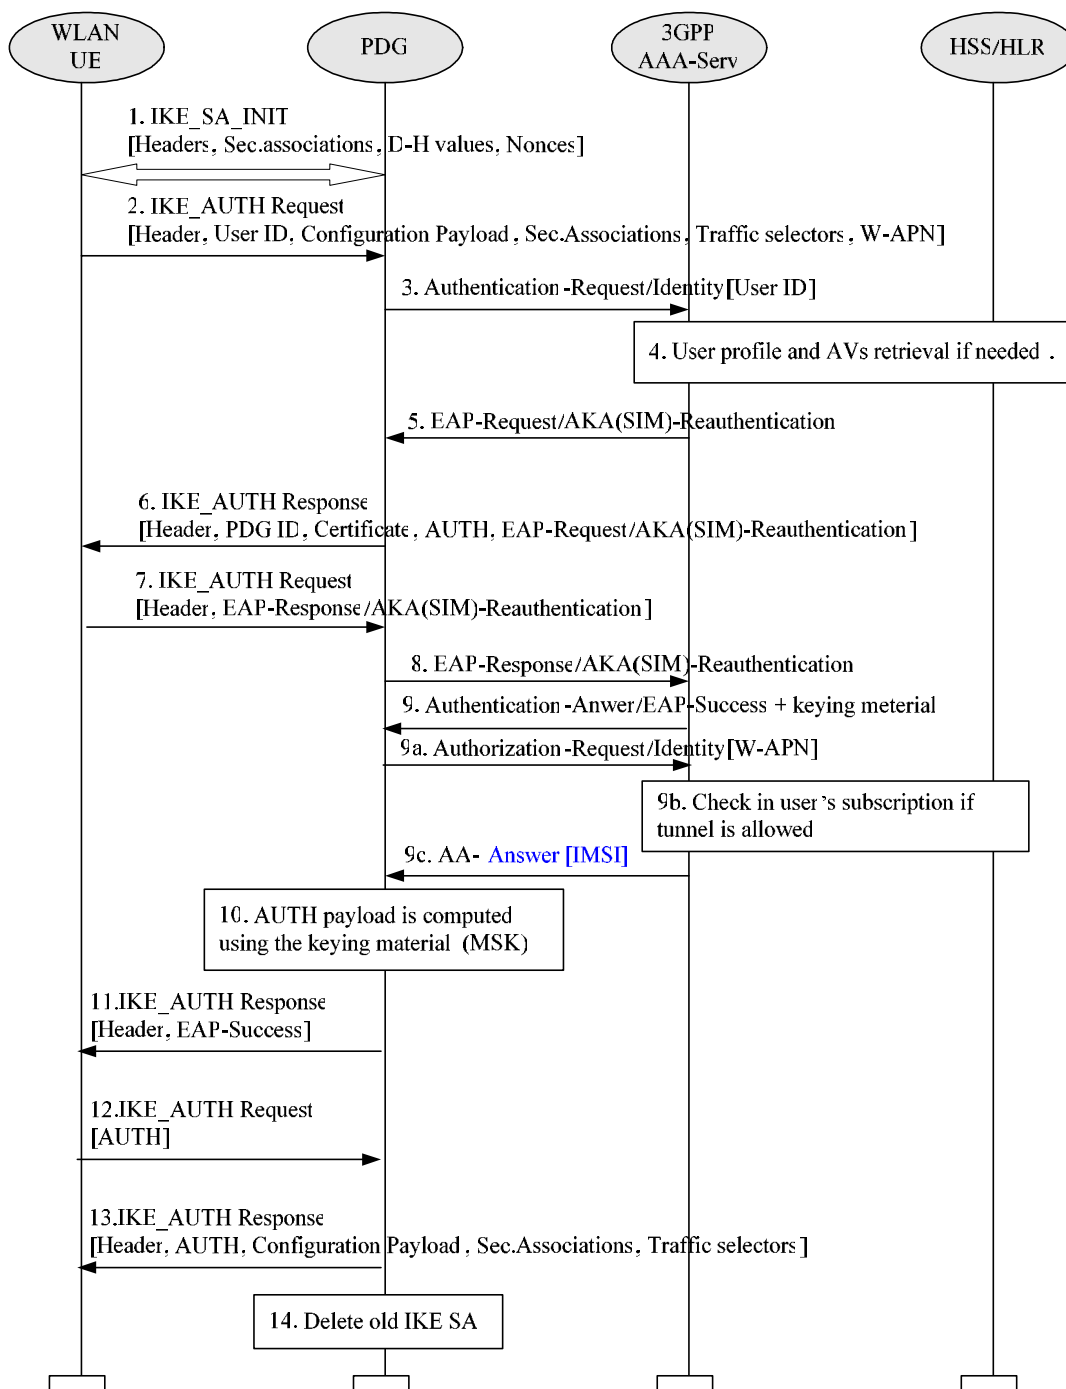 WLAN
UE
PDG
3GPP
AAA-Serv
HSS/HLR
1. IKE_SA_INIT
[Headers, Sec.associations, D-H values, Nonces]
2. IKE_AUTH Request
[Header, User ID, Configuration Payload, Sec.Associations, Traffic selectors, W-APN]
3. Authentication-Request/Identity[User ID]
4. User profile and AVs retrieval if needed.
5. EAP-Request/AKA(SIM)-Reauthentication
6. IKE_AUTH Response
[Header, PDG ID, Certificate, AUTH, EAP-Request/AKA(SIM)-Reauthentication]
7. IKE_AUTH Request
[Header, EAP-Response/AKA(SIM)-Reauthentication]
8. EAP-Response/AKA(SIM)-Reauthentication
9. Authentication-Anwer/EAP-Success + keying meterial
9a. Authorization-Request/Identity[W-APN]
9b. Check in user's subscription if
tunnel is allowed
9c. AA- Answer [IMSI]
10. AUTH payload is computed
using the keying material (MSK)
11.IKE_AUTH Response
[Header, EAP-Success]
12.IKE_AUTH Request
[AUTH]
13.IKE_AUTH Response
[Header, AUTH, Configuration Payload, Sec.Associations, Traffic selectors]
14. Delete old IKE SA